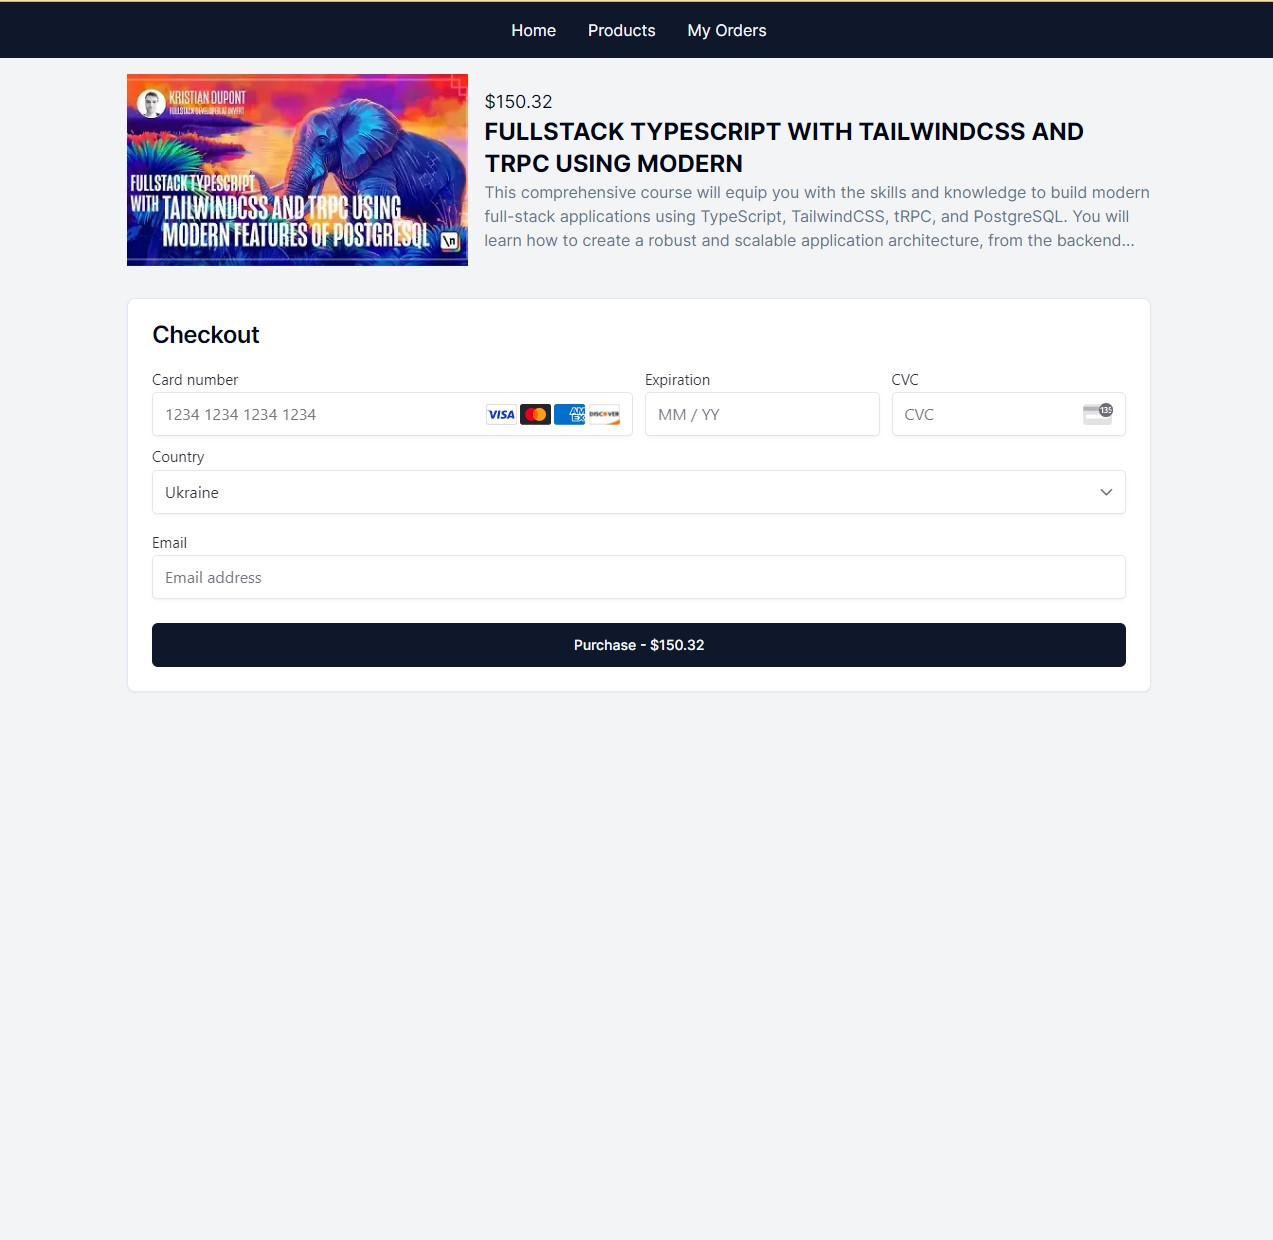 Home Products My Orders
KRISTIAN DUPONT
FULLSTACK DEVELOPER AT INVERT
FULLSTACK TYPESCRIPT
WITH TAILWINDCSS AND TRPC USING
MODERN FEATURES OF POSTGRESQL
\n
$150.32
FULLSTACK TYPESCRIPT WITH TAILWINDCSS AND
TRPC USING MODERN
This comprehensive course will equip you with the skills and knowledge to build modern
full-stack applications using TypeScript, TailwindCSS, tRPC, and PostgreSQL. You will
learn how to create a robust and scalable application architecture, from the backend...
Checkout
Card number Expiration CVC
1234 1234 1234 1234 VISA AMEX DISCOVER MM / YY CVC 135
Country
Ukraine
Email
Email address
Purchase - $150.32